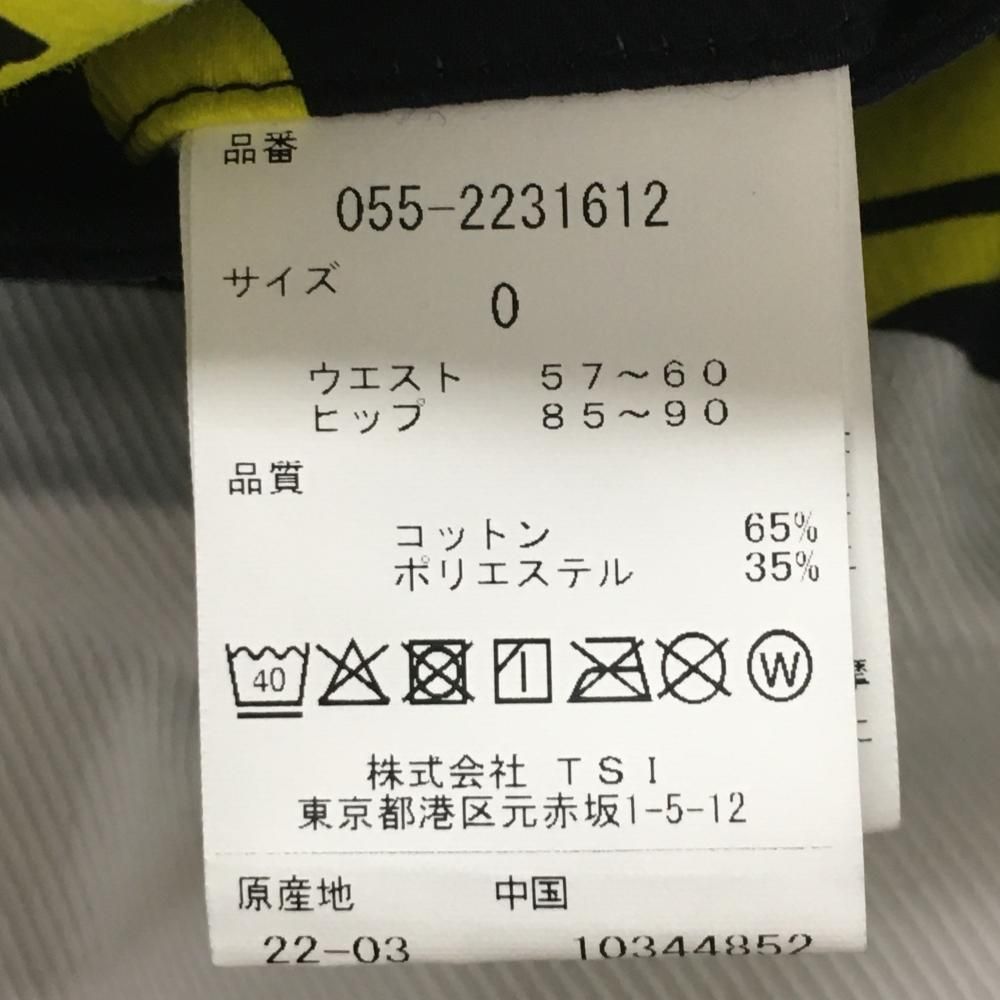 品番
055-2231612
サイズ
0
ウエスト 57～60
ヒップ 85～90
品質
コットン 65%
ポリエステル 35%
40 W
株式会社 TSI
東京都港区元赤坂1-5-12
原産地 中国
22-03 10344852